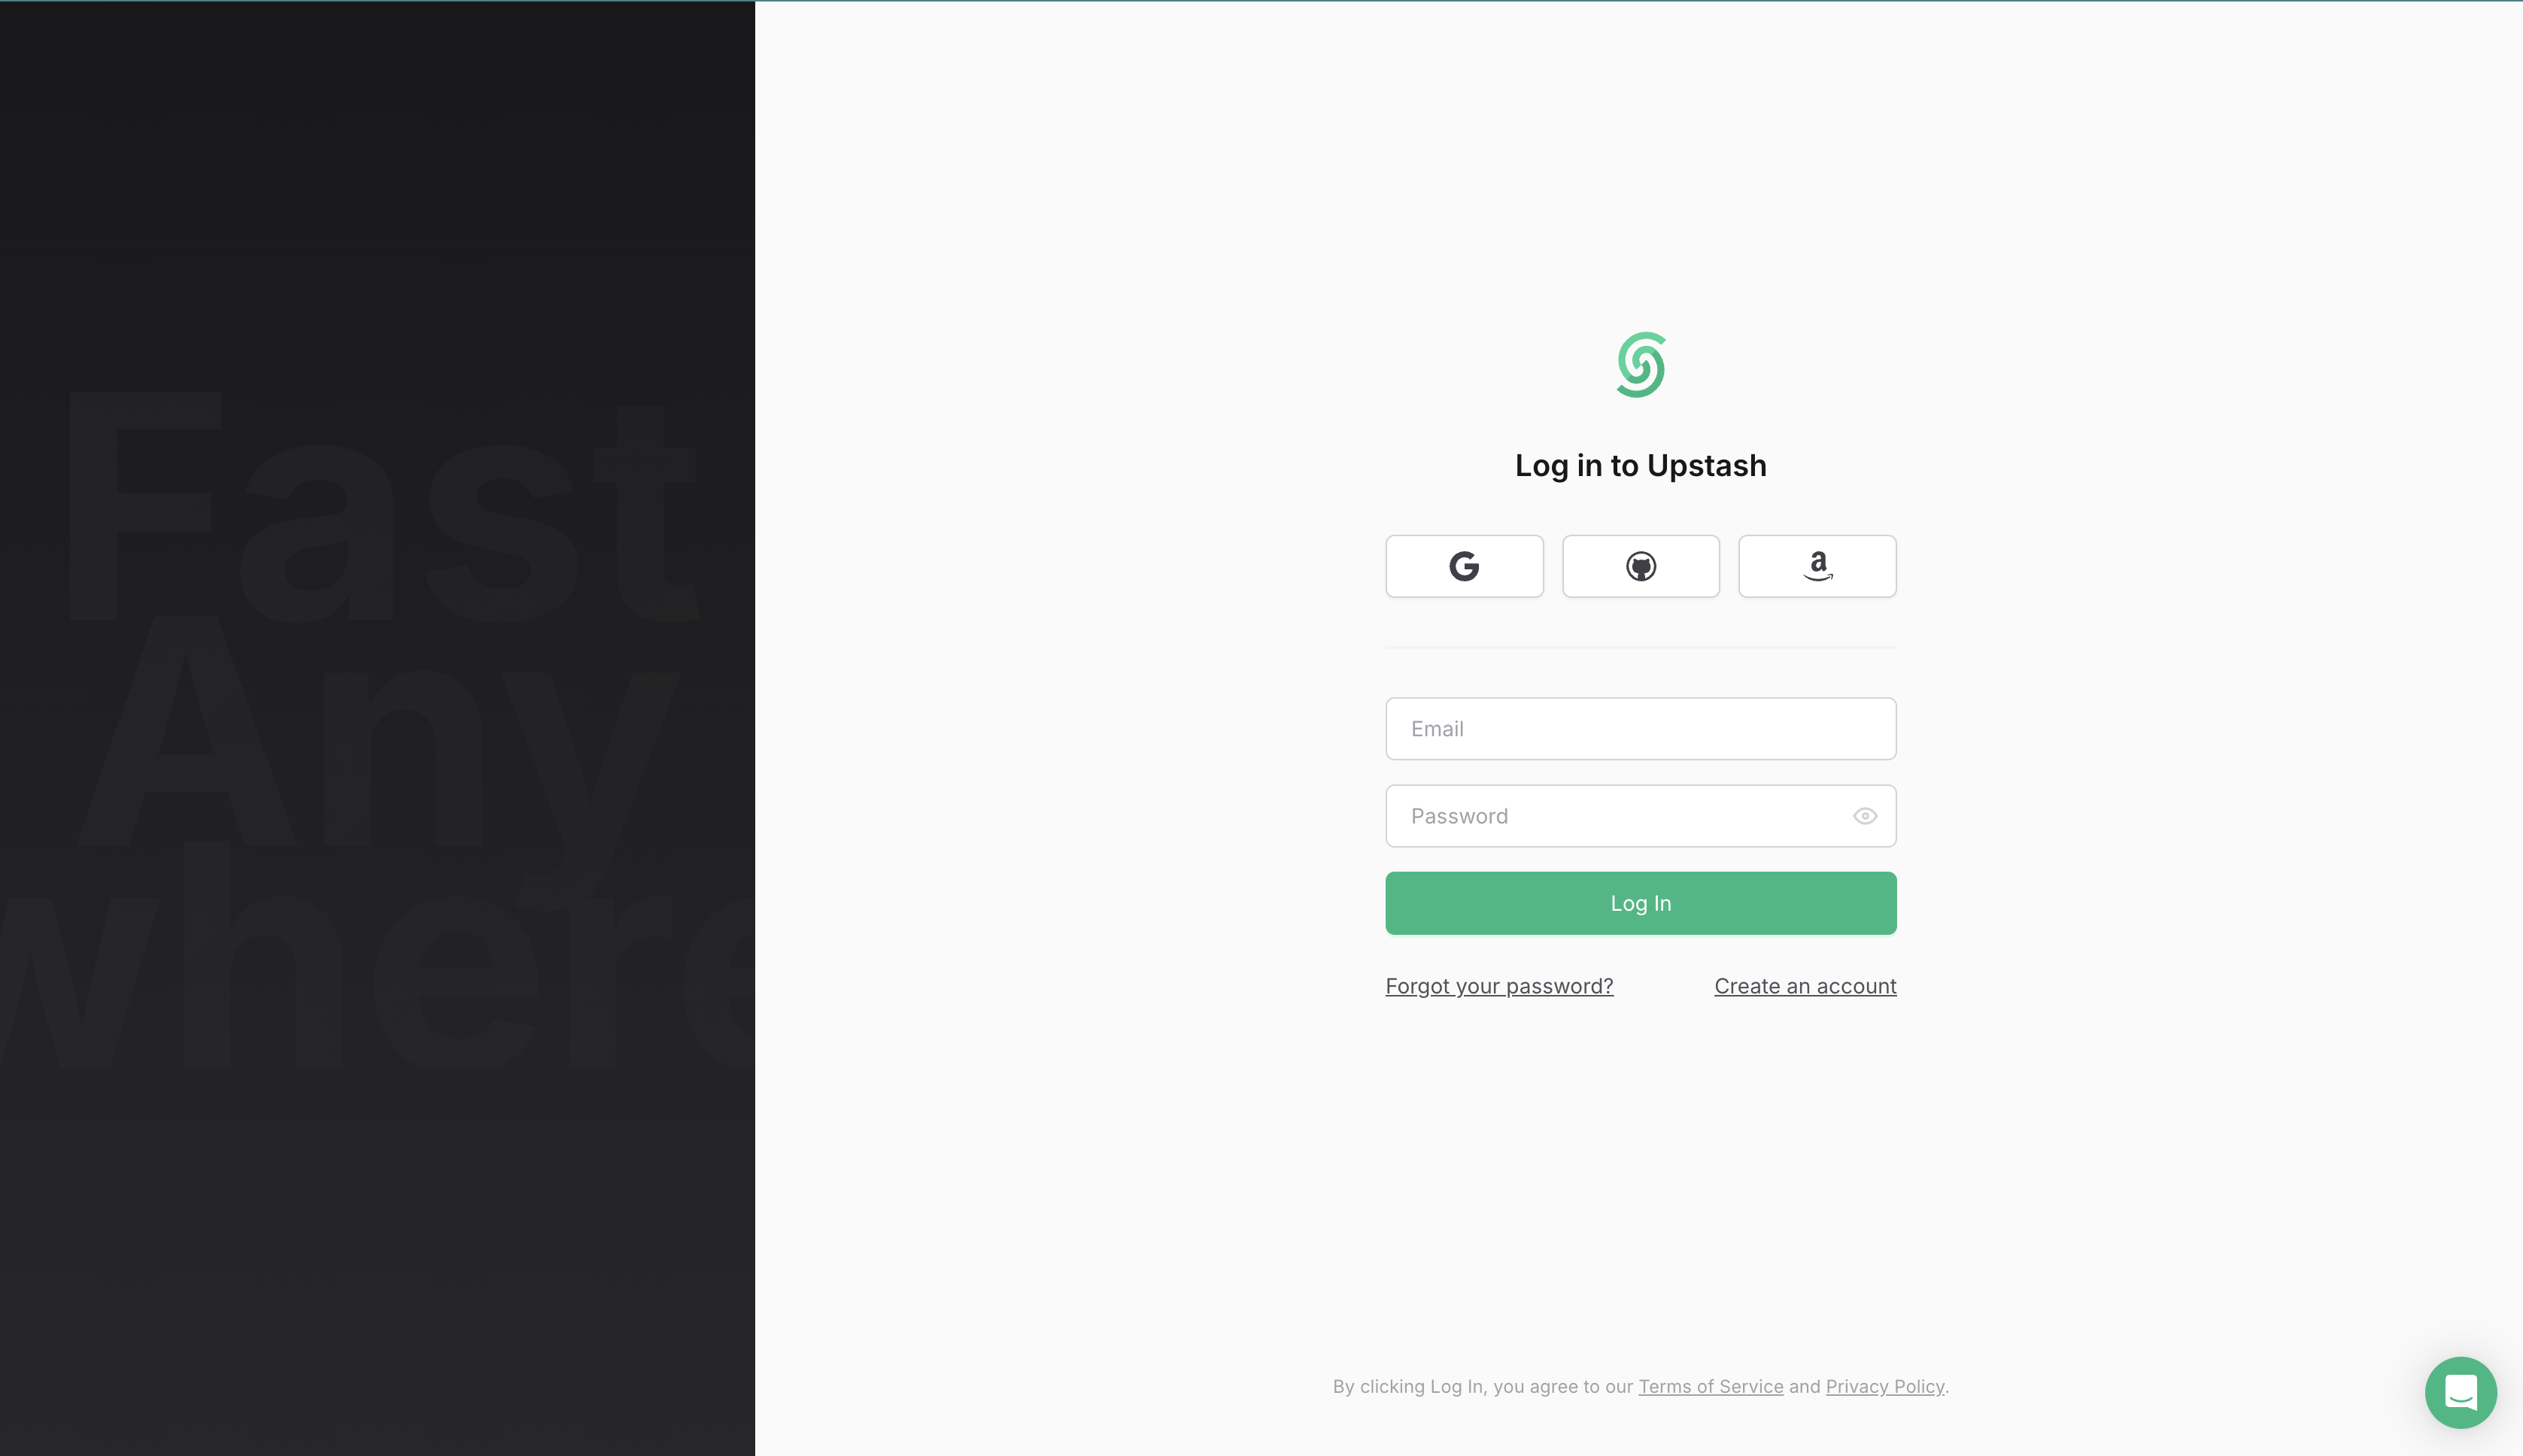 Fast
Any
where
Log in to Upstash
Email
Password
Log In
Forgot your password?
Create an account
By clicking Log In, you agree to our Terms of Service and Privacy Policy.